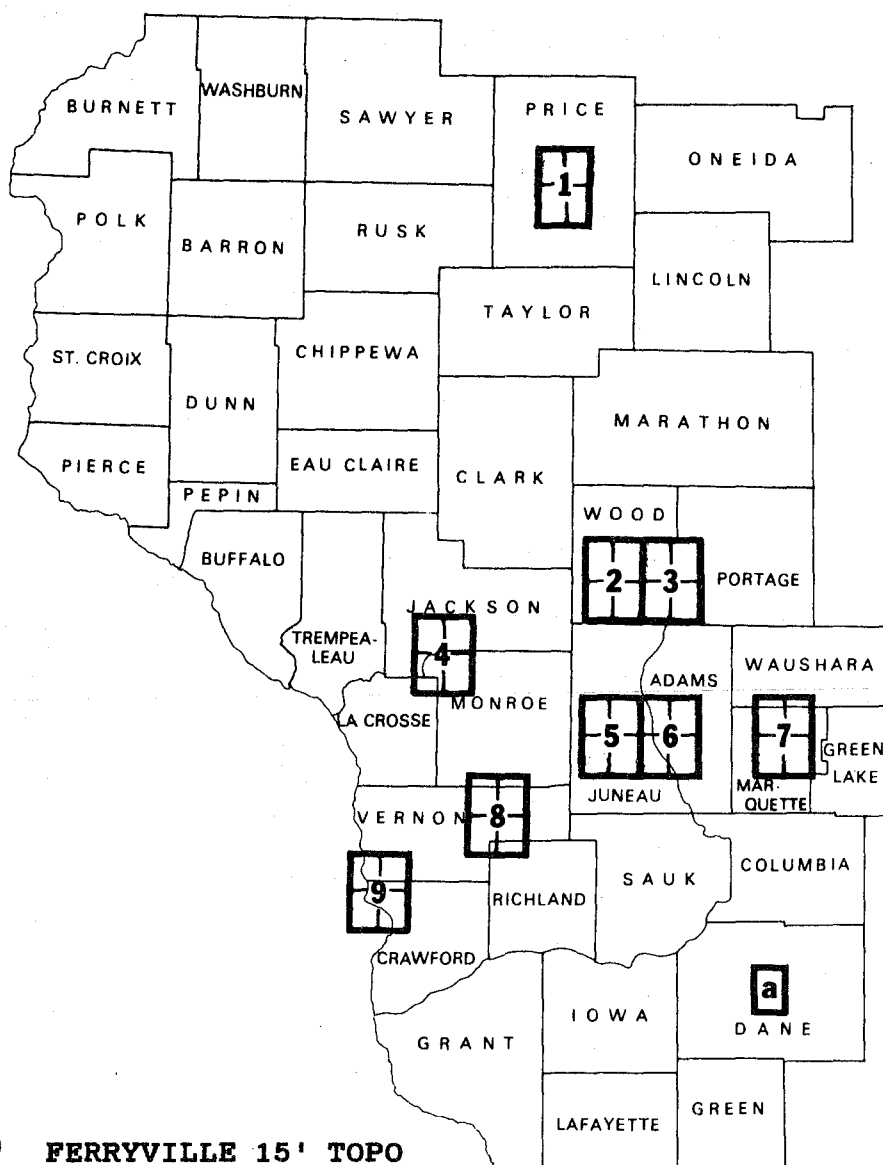 BURNETT
WASHBURN
SAWYER
PRICE
ONEIDA
1
POLK
BARRON
RUSK
LINCOLN
TAYLOR
ST. CROIX
CHIPPEWA
DUNN
MARATHON
PIERCE
EAU CLAIRE
CLARK
PEPIN
WOOD
BUFFALO
2
3
PORTAGE
JACKSON
TREMPEA-
LEAU
4
WAUSHARA
ADAMS
MONROE
LA CROSSE
5
6
7
GREEN
LAKE
JUNEAU
MAR-
QUETTE
VERNON
8
COLUMBIA
SAUK
9
RICHLAND
CRAWFORD
a
IOWA
DANE
GRANT
GREEN
LAFAYETTE
FERRYVILLE 15' TOPO